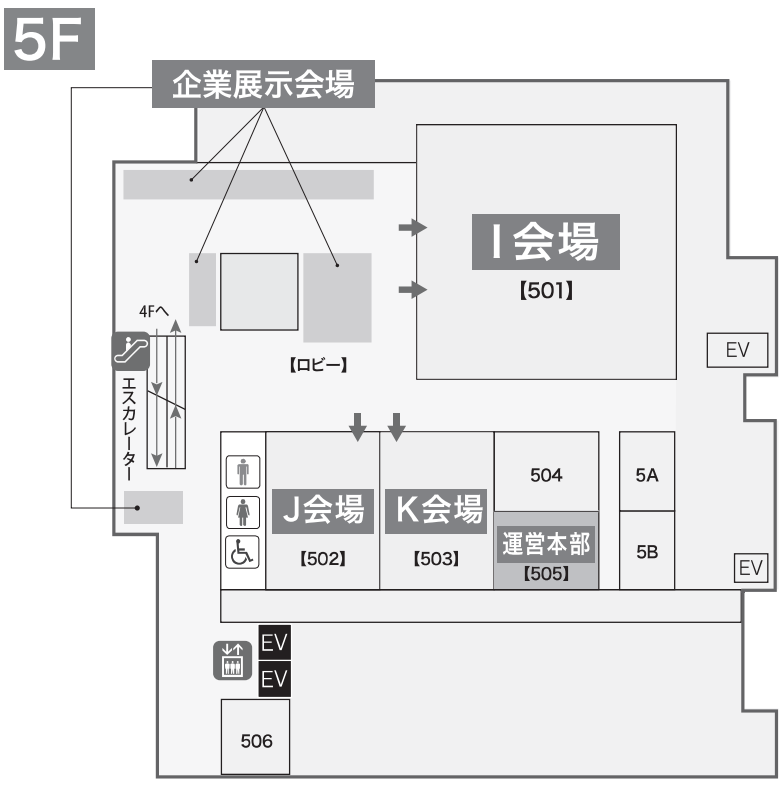 5F
企業展示会場
I会場
【501】
4Fへ
エスカレーター
【ロビー】
EV
J会場
【502】
K会場
【503】
504
運営本部
【505】
5A
5B
EV
EV
EV
506